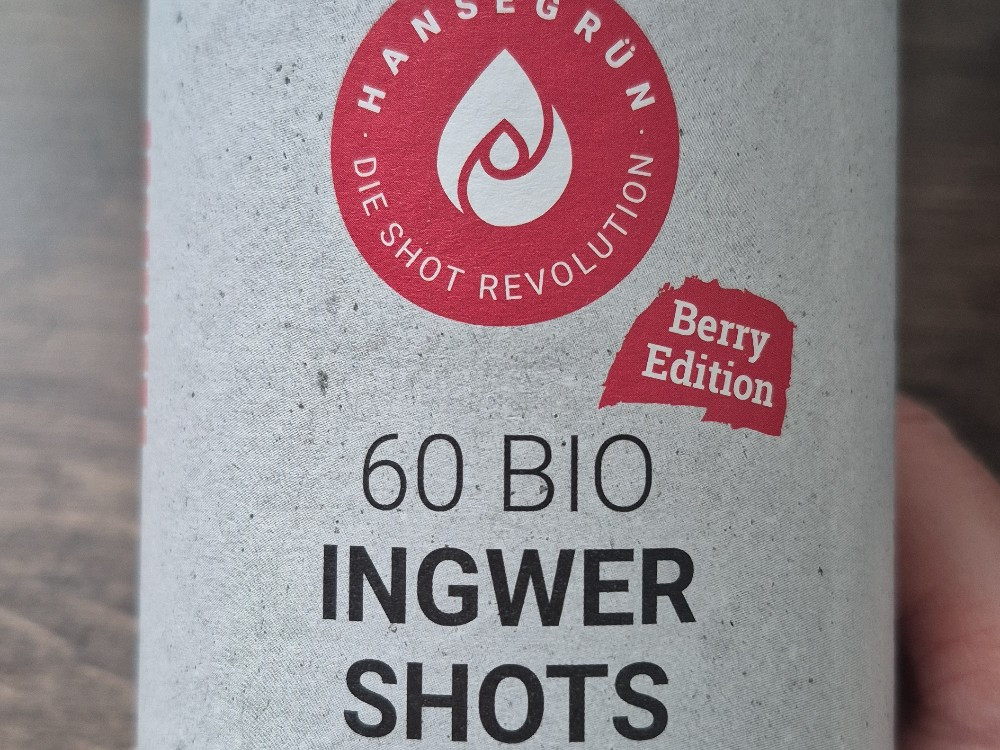 HANSEGRÜN
· DIE SHOT REVOLUTION ·
Berry
Edition
60 BIO
INGWER
SHOTS